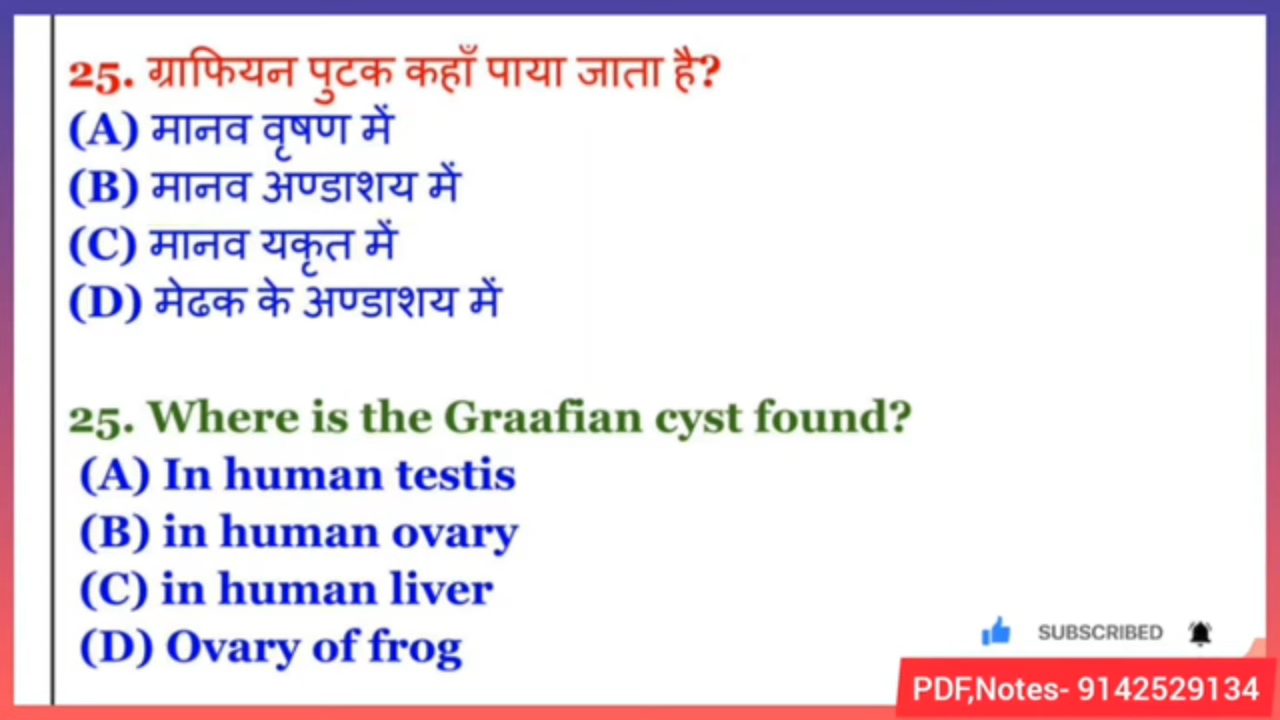 25. ग्राफियन पुटक कहाँ पाया जाता है?
(A) मानव वृषण में
(B) मानव अण्डाशय में
(C) मानव यकृत में
(D) मेढक के अण्डाशय में
25. Where is the Graafian cyst found?
(A) In human testis
(B) in human ovary
(C) in human liver
(D) Ovary of frog
SUBSCRIBED
PDF,Notes- 9142529134